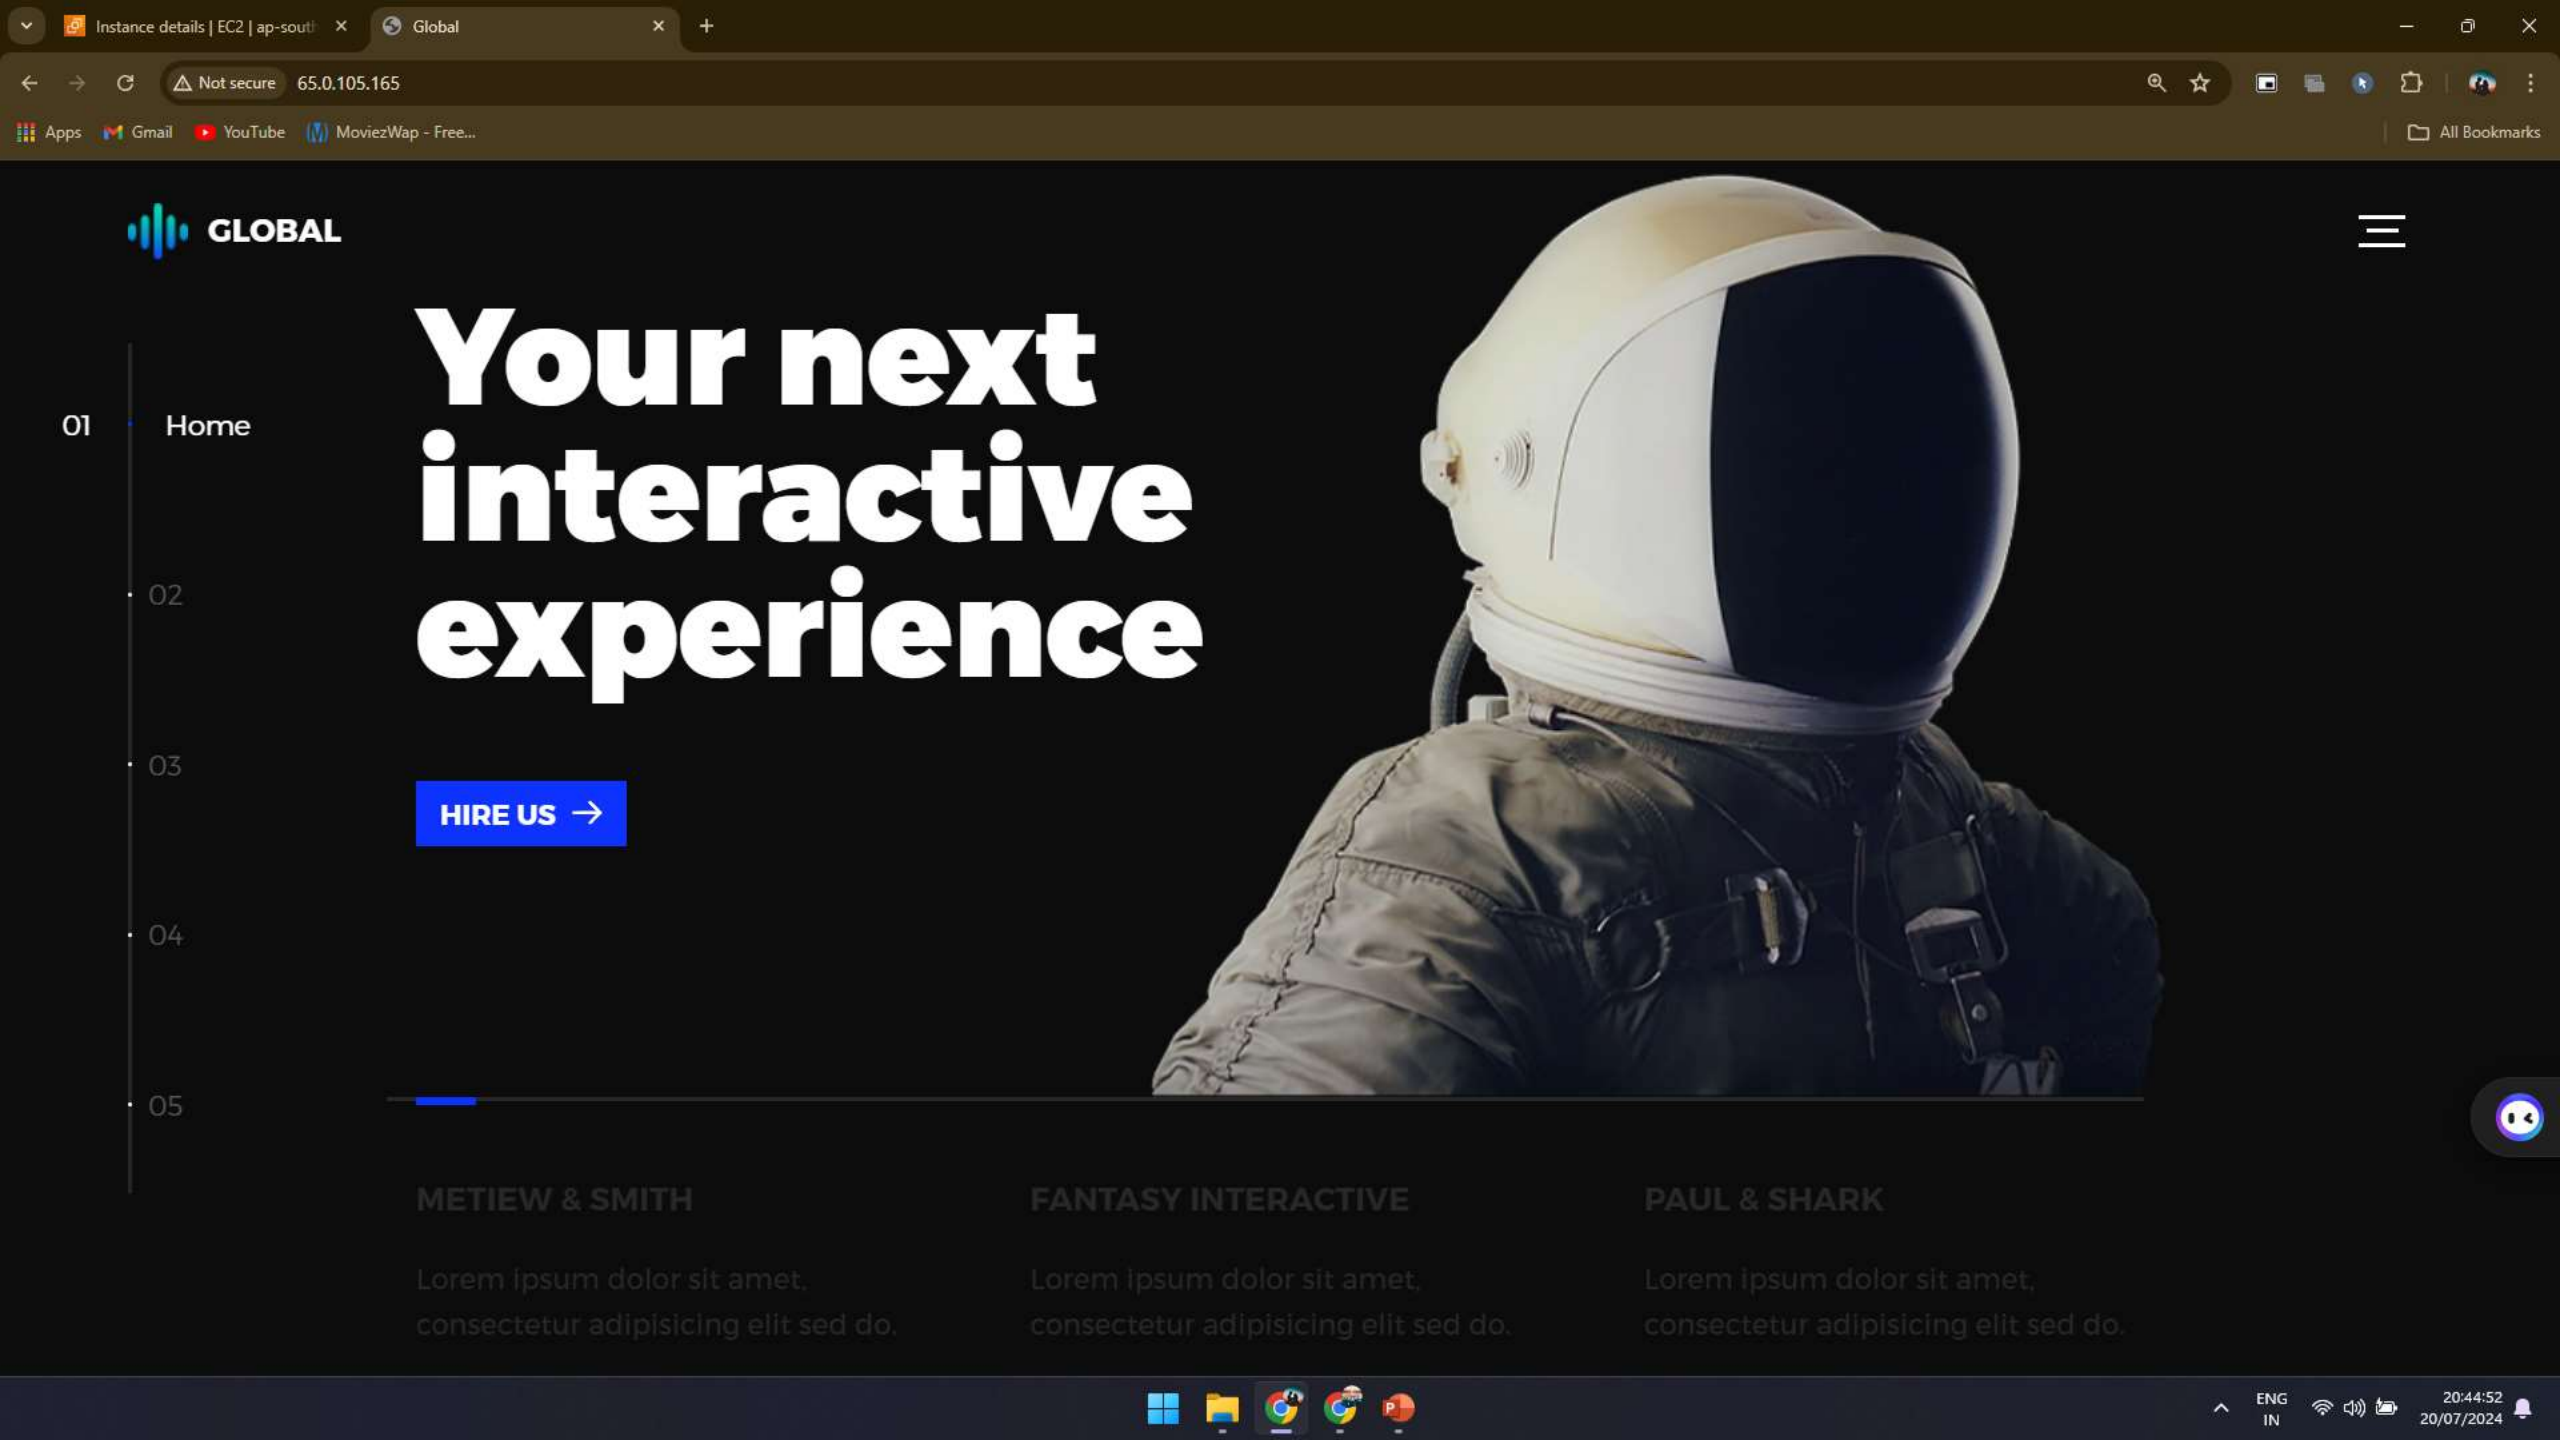 Instance details | EC2 | ap-sout
Global
Not secure
65.0.105.165
Apps
Gmail
YouTube
MoviezWap - Free...
All Bookmarks
GLOBAL
Your next
interactive
experience
01
Home
02
03
HIRE US
04
05
METIEW & SMITH
FANTASY INTERACTIVE
PAUL & SHARK
Lorem ipsum dolor sit amet,
consectetur adipisicing elit sed do.
Lorem ipsum dolor sit amet,
consectetur adipisicing elit sed do.
Lorem ipsum dolor sit amet,
consectetur adipisicing elit sed do.
ENG
IN
20:44:52
20/07/2024